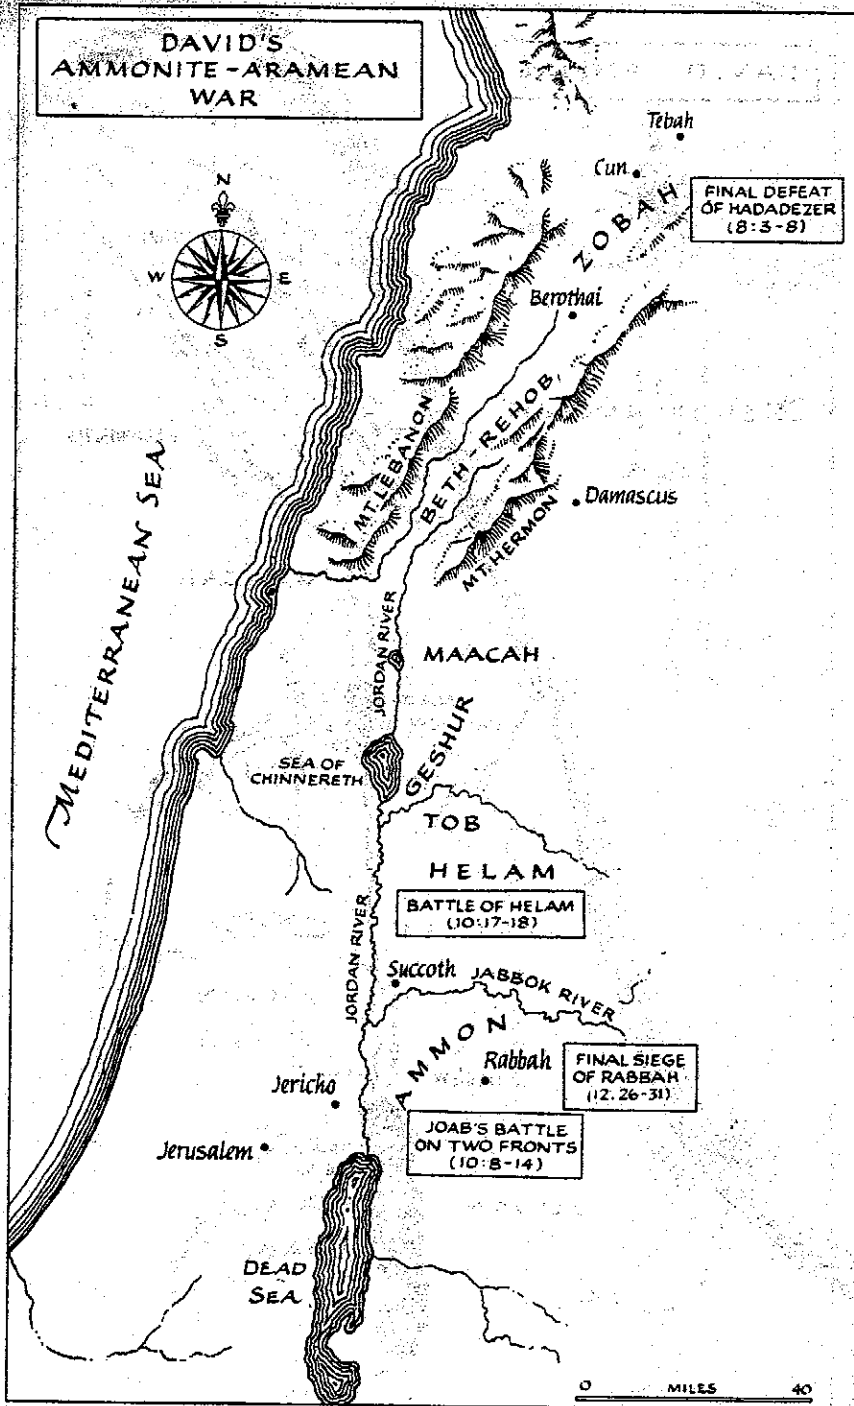 DAVID'S
AMMONITE-ARAMEAN
WAR
Tebah
Cun
FINAL DEFEAT
OF HADADEZER
(8:3-8)
ZOBAH
N
W
E
S
Berothai
BETH-REHOB
MT. LEBANON
Damascus
MT. HERMON
MEDITERRANEAN SEA
JORDAN RIVER
MAACAH
GESHUR
SEA OF
CHINNERETH
TOB
HELAM
BATTLE OF HELAM
(10:17-18)
JORDAN RIVER
Succoth
JABBOK RIVER
AMMON
Rabbah
FINAL SIEGE
OF RABBAH
(12.26-31)
Jericho
JOAB'S BATTLE
ON TWO FRONTS
(10:8-14)
Jerusalem
DEAD
SEA
0 MILES 40